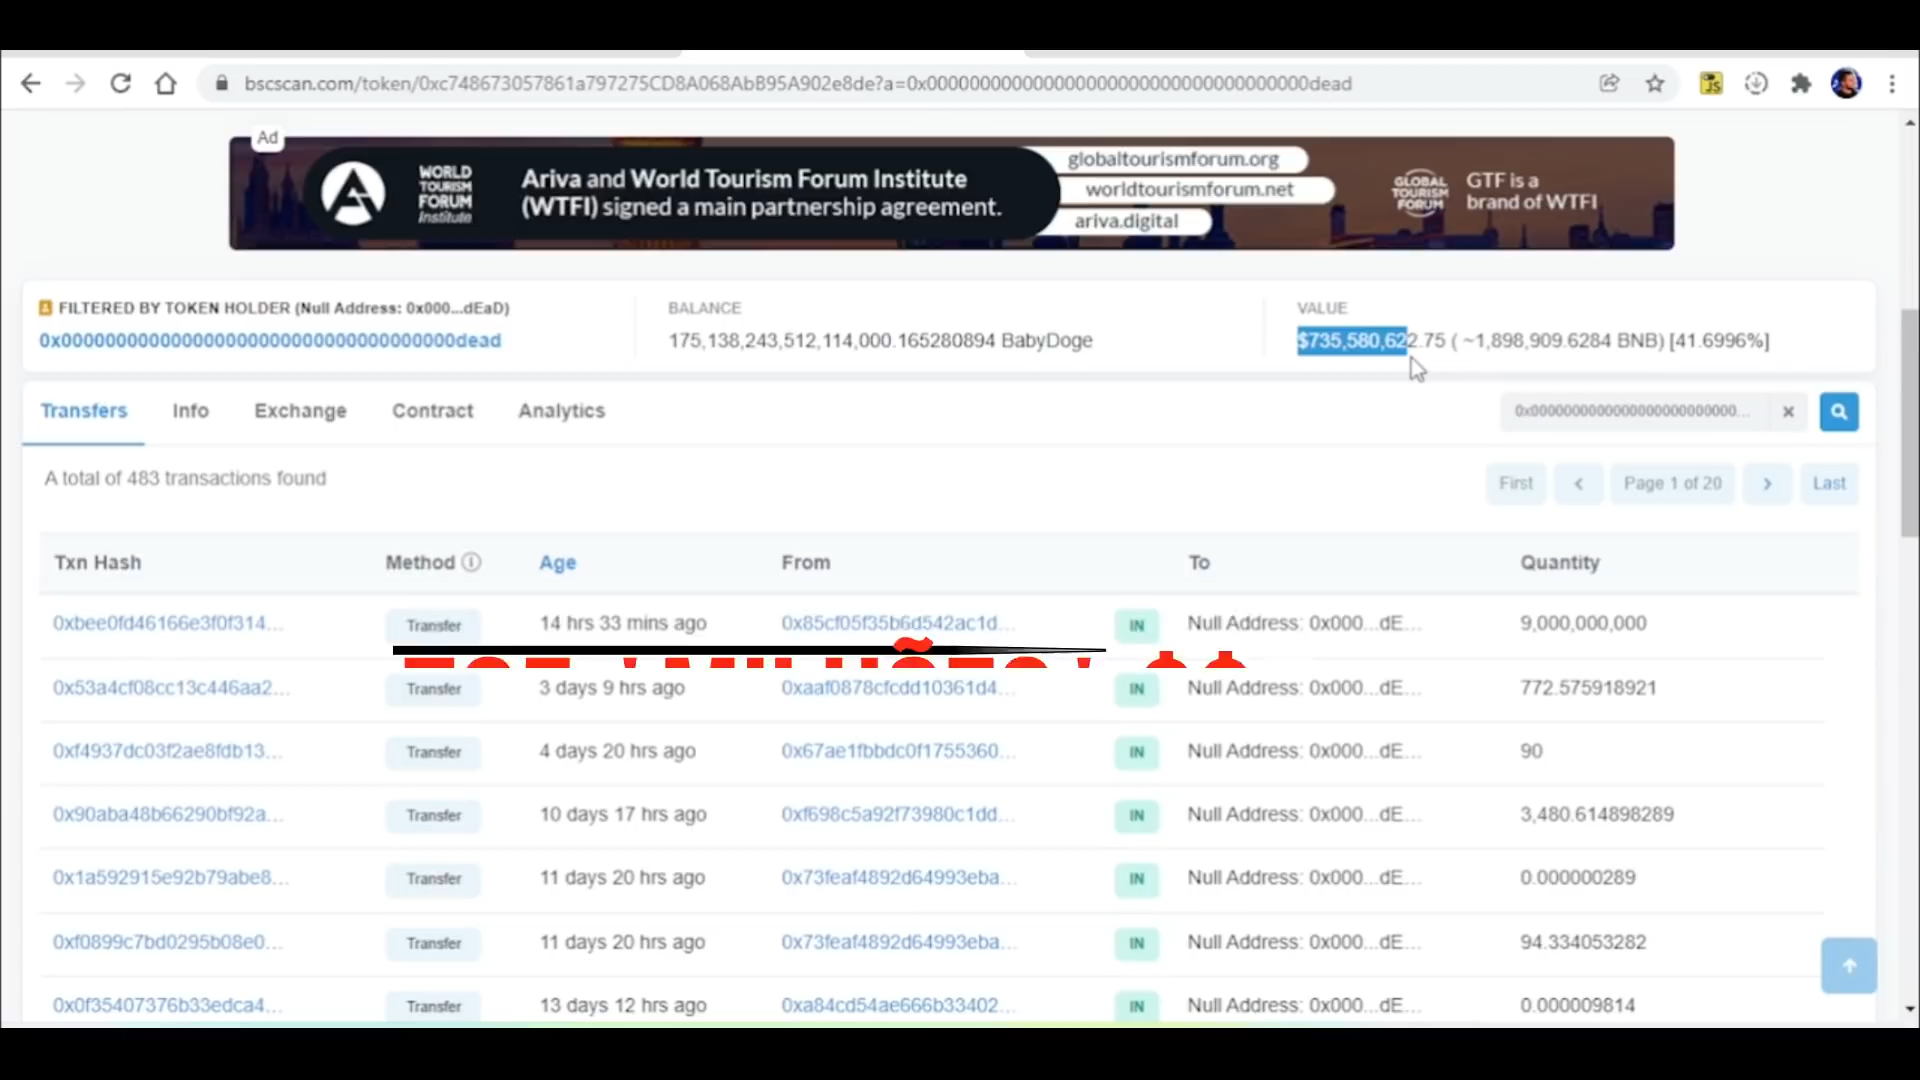 bscscan.com/token/0xc748673057861a797275CD8A068AbB95A902e8de?a=0x000000000000000000000000000000000000dead
JS
Ad
WORLD TOURISM FORUM Institute
Ariva and World Tourism Forum Institute
(WTFI) signed a main partnership agreement.
globaltourismforum.org
worldtourismforum.net
ariva.digital
GLOBAL TOURISM FORUM
GTF is a
brand of WTFI
FILTERED BY TOKEN HOLDER (Null Address: 0x000...dEaD)
BALANCE
VALUE
0x000000000000000000000000000000000000dead
175,138,243,512,114,000.165280894 BabyDoge
$735,580,622.75 ( ~1,898,909.6284 BNB) [41.6996%]
Transfers Info Exchange Contract Analytics
0x0000000000000000000000000...
A total of 483 transactions found
First < Page 1 of 20 > Last
Txn Hash Method Age From To Quantity
0xbee0fd46166e3f0f314... Transfer 14 hrs 33 mins ago 0x85cf05f35b6d542ac1d... IN Null Address: 0x000...dE... 9,000,000,000
0x53a4cf08cc13c446aa2... Transfer 3 days 9 hrs ago 0xaaf0878cfcdd10361d4... IN Null Address: 0x000...dE... 772.575918921
0xf4937dc03f2ae8fdb13... Transfer 4 days 20 hrs ago 0x67ae1fbbdc0f1755360... IN Null Address: 0x000...dE... 90
0x90aba48b66290bf92a... Transfer 10 days 17 hrs ago 0xf698c5a92f73980c1dd... IN Null Address: 0x000...dE... 3,480.614898289
0x1a592915e92b79abe8... Transfer 11 days 20 hrs ago 0x73feaf4892d64993eba... IN Null Address: 0x000...dE... 0.000000289
0xf0899c7bd0295b08e0... Transfer 11 days 20 hrs ago 0x73feaf4892d64993eba... IN Null Address: 0x000...dE... 94.334053282
0x0f35407376b33edca4... Transfer 13 days 12 hrs ago 0xa84cd54ae666b33402... IN Null Address: 0x000...dE... 0.000009814